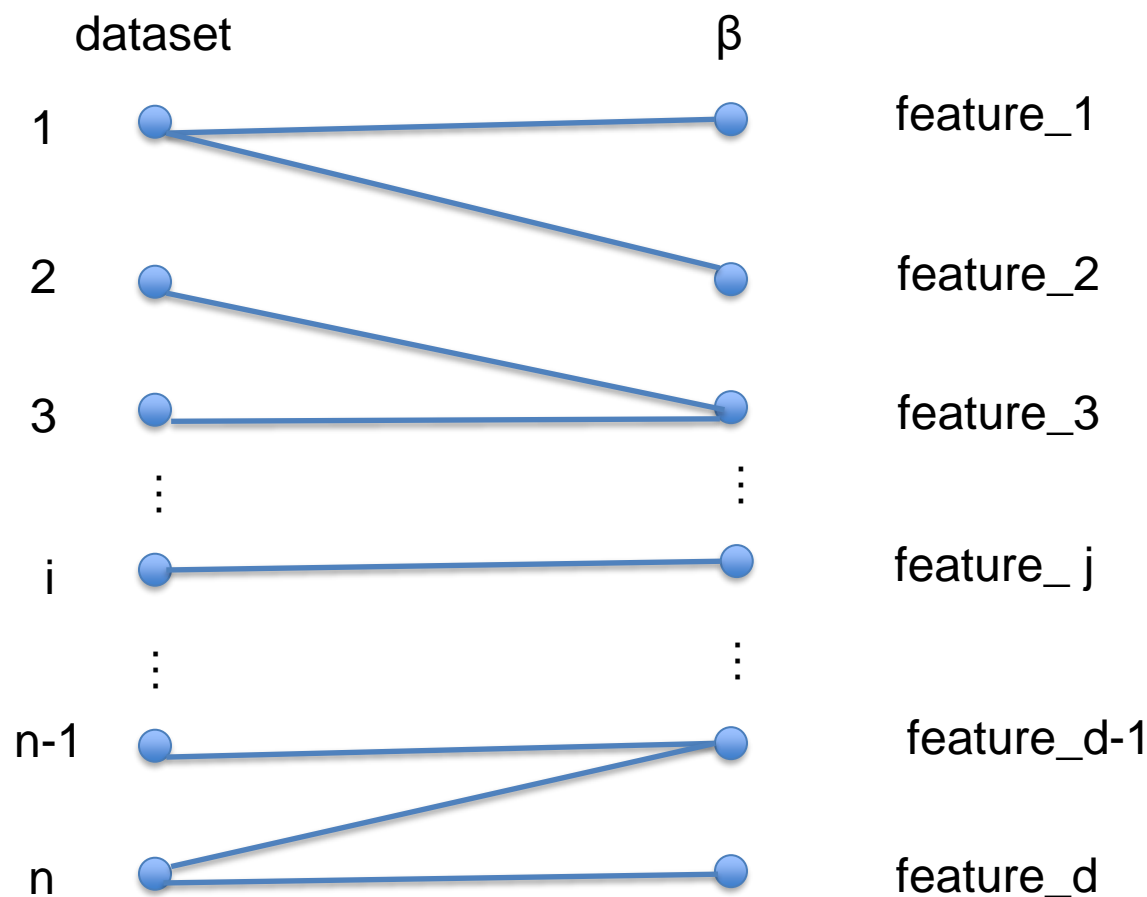 dataset β
1 feature_1
2 feature_2
3 feature_3
⋮ ⋮
i feature_ j
⋮ ⋮
n-1 feature_d-1
n feature_d